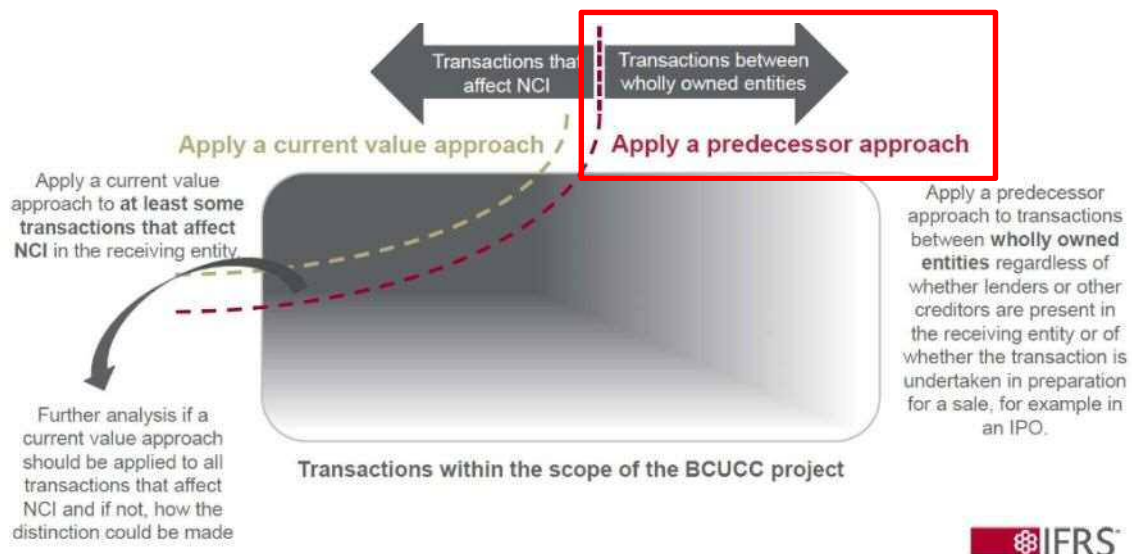 Transactions that
affect NCI
Transactions between
wholly owned entities
Apply a current value approach
Apply a predecessor approach
Apply a current value
approach to at least some
transactions that affect
NCI in the receiving entity.
Further analysis if a
current value approach
should be applied to all
transactions that affect
NCI and if not, how the
distinction could be made
Apply a predecessor
approach to transactions
between wholly owned
entities regardless of
whether lenders or other
creditors are present in
the receiving entity or of
whether the transaction is
undertaken in preparation
for a sale, for example in
an IPO.
Transactions within the scope of the BCUCC project
IFRS